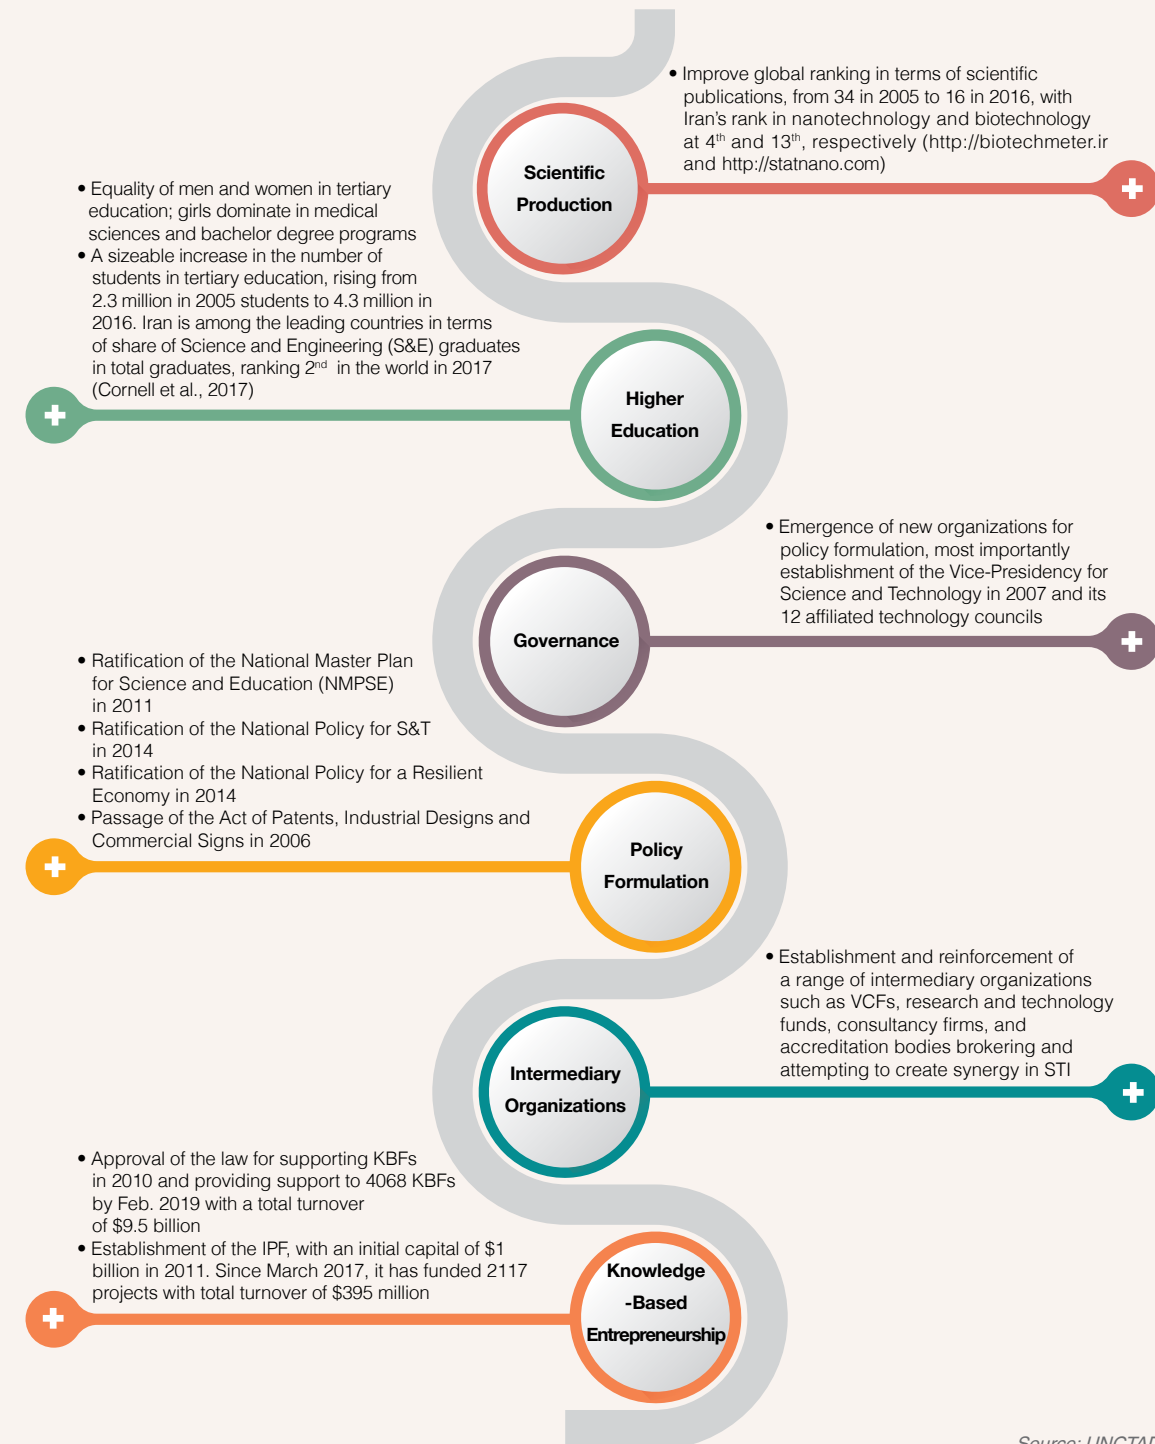 • Improve global ranking in terms of scientific
publications, from 34 in 2005 to 16 in 2016, with
Iran's rank in nanotechnology and biotechnology
at 4th and 13th, respectively (http://biotechmeter.ir
and http://statnano.com)
Scientific
Production
• Equality of men and women in tertiary
education; girls dominate in medical
sciences and bachelor degree programs
• A sizeable increase in the number of
students in tertiary education, rising from
2.3 million in 2005 students to 4.3 million in
2016. Iran is among the leading countries in terms
of share of Science and Engineering (S&E) graduates
in total graduates, ranking 2nd in the world in 2017
(Cornell et al., 2017)
Higher
Education
• Emergence of new organizations for
policy formulation, most importantly
establishment of the Vice-Presidency for
Science and Technology in 2007 and its
12 affiliated technology councils
Governance
• Ratification of the National Master Plan
for Science and Education (NMPSE)
in 2011
• Ratification of the National Policy for S&T
in 2014
• Ratification of the National Policy for a Resilient
Economy in 2014
• Passage of the Act of Patents, Industrial Designs and
Commercial Signs in 2006
Policy
Formulation
• Establishment and reinforcement of
a range of intermediary organizations
such as VCFs, research and technology
funds, consultancy firms, and
accreditation bodies brokering and
attempting to create synergy in STI
Intermediary
Organizations
• Approval of the law for supporting KBFs
in 2010 and providing support to 4068 KBFs
by Feb. 2019 with a total turnover
of $9.5 billion
• Establishment of the IPF, with an initial capital of $1
billion in 2011. Since March 2017, it has funded 2117
projects with total turnover of $395 million
Knowledge
-Based
Entrepreneurship
Source: